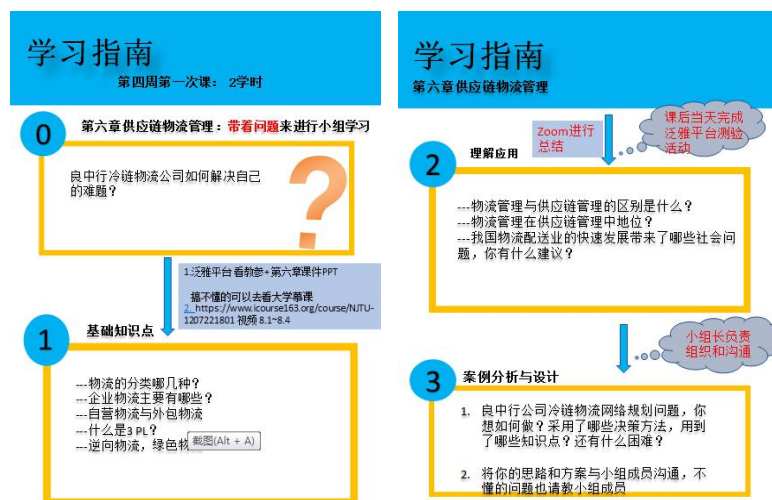 学习指南
第四周第一次课： 2学时
0
第六章供应链物流管理：带着问题来进行小组学习
良中行冷链物流公司如何解决自己
的难题？
?
1.泛雅平台 看教参+第六章课件PPT
搞不懂的可以去看大学慕课
2. https://www.icourse163.org/course/NJTU-
1207221801 视频 8.1~8.4
1
基础知识点
---物流的分类哪几种？
---企业物流主要有哪些？
---自营物流与外包物流
---什么是3 PL？
---逆向物流，绿色物
截图(Alt + A)
学习指南
第六章供应链物流管理
Zoom进行
总结
课后当天完成
泛雅平台测验
活动
2
理解应用
---物流管理与供应链管理的区别是什么？
---物流管理在供应链管理中地位？
---我国物流配送业的快速发展带来了哪些社会问
题，你有什么建议？
小组长负责
组织和沟通
3
案例分析与设计
1. 良中行公司冷链物流网络规划问题，你
想如何做？采用了哪些决策方法，用到
了哪些知识点？还有什么困难？
2. 将你的思路和方案与小组成员沟通，不
懂的问题也请教小组成员